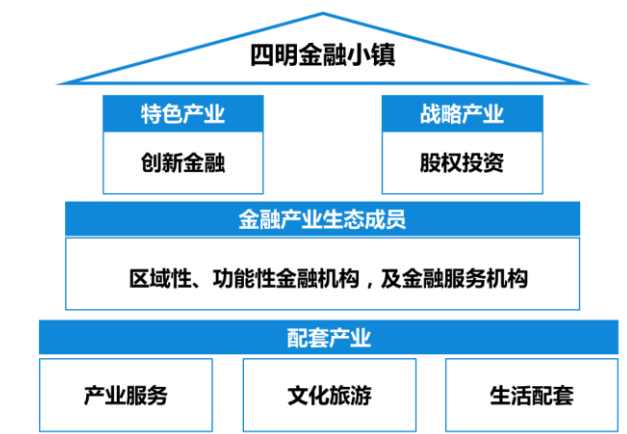 四明金融小镇
特色产业
战略产业
创新金融
股权投资
金融产业生态成员
区域性、功能性金融机构，及金融服务机构
配套产业
产业服务
文化旅游
生活配套